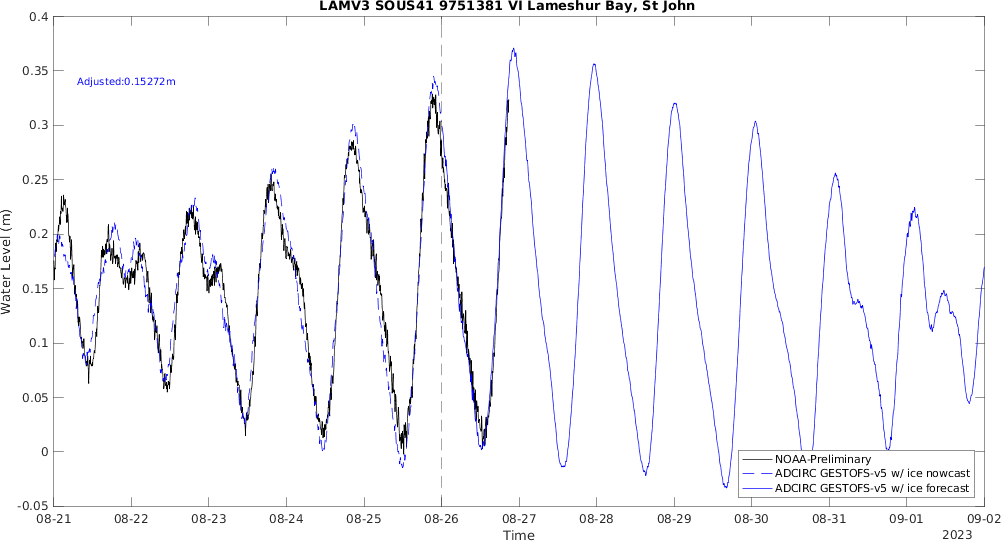 LAMV3 SOUS41 9751381 VI Lameshur Bay, St John
0.4
0.35
0.3
0.25
0.2
0.15
0.1
0.05
0
-0.05
Water Level (m)
Adjusted:0.15272m
NOAA-Preliminary
ADCIRC GESTOFS-v5 w/ ice nowcast
ADCIRC GESTOFS-v5 w/ ice forecast
08-21 08-22 08-23 08-24 08-25 08-26 08-27 08-28 08-29 08-30 08-31 09-01 09-02
Time
2023